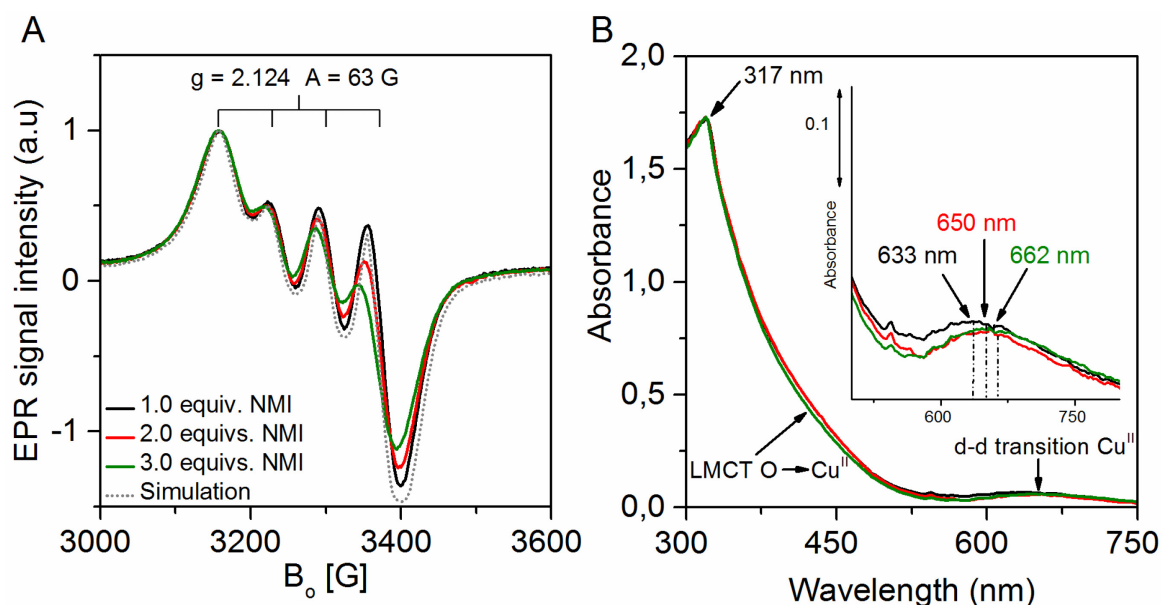 A
g = 2.124 A = 63 G
EPR signal intensity (a.u)
1
0
-1
1.0 equiv. NMI
2.0 equivs. NMI
3.0 equivs. NMI
Simulation
3000 3200 3400 3600
B₀ [G]
B
2,0
1,5
1,0
0,5
0,0
Absorbance
317 nm
0.1
Absorbance
650 nm
633 nm
662 nm
600 750
d-d transition Cuᴵᴵ
LMCT O → Cuᴵᴵ
300 450 600 750
Wavelength (nm)